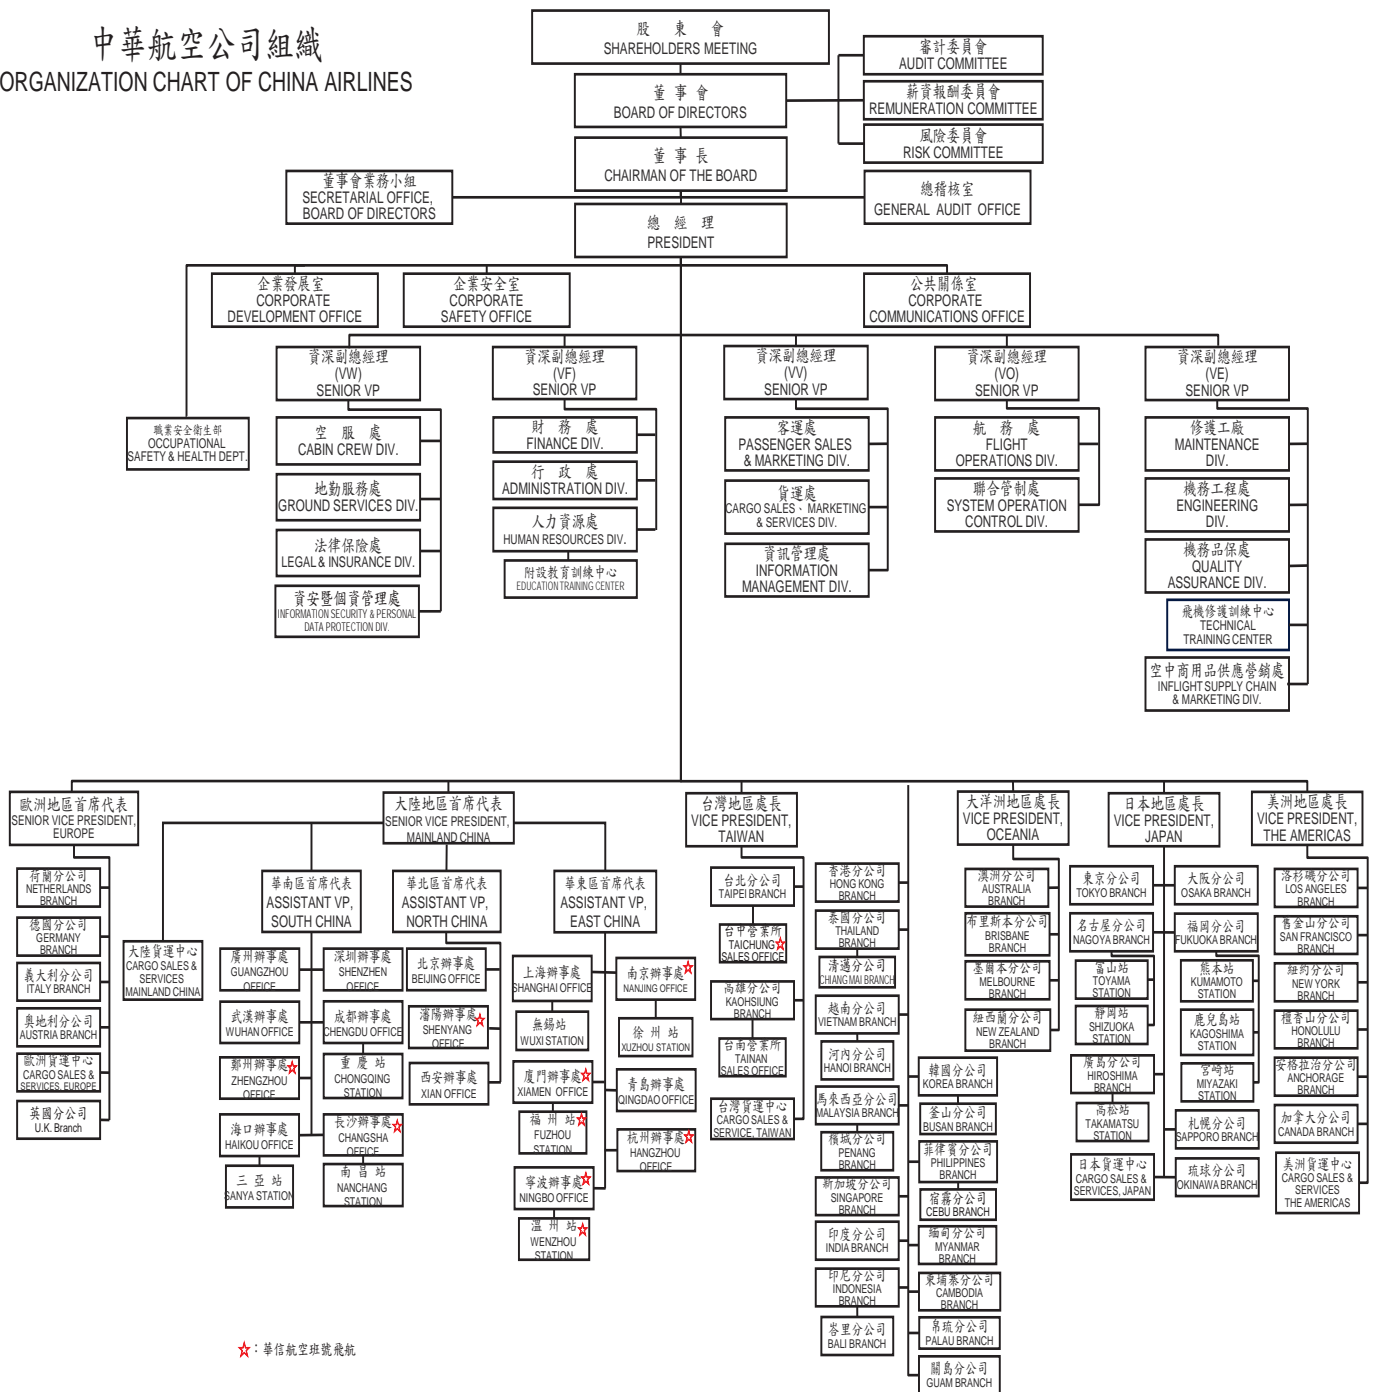 中華航空公司組織
ORGANIZATION CHART OF CHINA AIRLINES
股 東 會
SHAREHOLDERS MEETING
董 事 會
BOARD OF DIRECTORS
審計委員會
AUDIT COMMITTEE
薪資報酬委員會
REMUNERATION COMMITTEE
風險委員會
RISK COMMITTEE
董 事 長
CHAIRMAN OF THE BOARD
董事會業務小組
SECRETARIAL OFFICE,
BOARD OF DIRECTORS
總稽核室
GENERAL AUDIT OFFICE
總 經 理
PRESIDENT
企業發展室
CORPORATE
DEVELOPMENT OFFICE
企業安全室
CORPORATE
SAFETY OFFICE
公共關係室
CORPORATE
COMMUNICATIONS OFFICE
職業安全衛生部
OCCUPATIONAL
SAFETY & HEALTH DEPT.
資深副總經理
(VW)
SENIOR VP
空 服 處
CABIN CREW DIV.
地勤服務處
GROUND SERVICES DIV.
法律保險處
LEGAL & INSURANCE DIV.
資安暨個資管理處
INFORMATION SECURITY & PERSONAL
DATA PROTECTION DIV.
資深副總經理
(VF)
SENIOR VP
財 務 處
FINANCE DIV.
行 政 處
ADMINISTRATION DIV.
人力資源處
HUMAN RESOURCES DIV.
附設教育訓練中心
EDUCATION TRAINING CENTER
資深副總經理
(VV)
SENIOR VP
客運處
PASSENGER SALES
& MARKETING DIV.
貨運處
CARGO SALES、MARKETING
& SERVICES DIV.
資訊管理處
INFORMATION
MANAGEMENT DIV.
資深副總經理
(VO)
SENIOR VP
航 務 處
FLIGHT
OPERATIONS DIV.
聯合管制處
SYSTEM OPERATION
CONTROL DIV.
資深副總經理
(VE)
SENIOR VP
修護工廠
MAINTENANCE
DIV.
機務工程處
ENGINEERING
DIV.
機務品保處
QUALITY
ASSURANCE DIV.
飛機修護訓練中心
TECHNICAL
TRAINING CENTER
空中商用品供應營銷處
INFLIGHT SUPPLY CHAIN
& MARKETING DIV.
歐洲地區首席代表
SENIOR VICE PRESIDENT,
EUROPE
荷蘭分公司
NETHERLANDS
BRANCH
德國分公司
GERMANY
BRANCH
義大利分公司
ITALY BRANCH
奧地利分公司
AUSTRIA BRANCH
歐洲貨運中心
CARGO SALES &
SERVICES, EUROPE
英國分公司
U.K. Branch
大陸地區首席代表
SENIOR VICE PRESIDENT,
MAINLAND CHINA
大陸貨運中心
CARGO SALES &
SERVICES
MAINLAND CHINA
華南區首席代表
ASSISTANT VP,
SOUTH CHINA
廣州辦事處
GUANGZHOU
OFFICE
深圳辦事處
SHENZHEN
OFFICE
武漢辦事處
WUHAN OFFICE
成都辦事處
CHENGDU OFFICE
鄭州辦事處
ZHENGZHOU
OFFICE
重 慶 站
CHONGQING
STATION
海口辦事處
HAIKOU OFFICE
長沙辦事處
CHANGSHA
OFFICE
三 亞 站
SANYA STATION
南 昌 站
NANCHANG
STATION
華北區首席代表
ASSISTANT VP,
NORTH CHINA
北京辦事處
BEIJING OFFICE
瀋陽辦事處
SHENYANG
OFFICE
西安辦事處
XIAN OFFICE
華東區首席代表
ASSISTANT VP,
EAST CHINA
上海辦事處
SHANGHAI OFFICE
南京辦事處
NANJING OFFICE
無錫站
WUXI STATION
徐 州 站
XUZHOU STATION
廈門辦事處
XIAMEN OFFICE
青島辦事處
QINGDAO OFFICE
福 州 站
FUZHOU
STATION
杭州辦事處
HANGZHOU
OFFICE
寧波辦事處
NINGBO OFFICE
溫 州 站
WENZHOU
STATION
台灣地區處長
VICE PRESIDENT,
TAIWAN
台北分公司
TAIPEI BRANCH
台中營業所
TAICHUNG
SALES OFFICE
高雄分公司
KAOHSIUNG
BRANCH
台南營業所
TAINAN
SALES OFFICE
台灣貨運中心
CARGO SALES &
SERVICE, TAIWAN
香港分公司
HONG KONG
BRANCH
泰國分公司
THAILAND
BRANCH
清邁分公司
CHIANG MAI BRANCH
越南分公司
VIETNAM BRANCH
河內分公司
HANOI BRANCH
馬來西亞分公司
MALAYSIA BRANCH
檳城分公司
PENANG
BRANCH
新加坡分公司
SINGAPORE
BRANCH
印度分公司
INDIA BRANCH
印尼分公司
INDONESIA
BRANCH
峇里分公司
BALI BRANCH
韓國分公司
KOREA BRANCH
釜山分公司
BUSAN BRANCH
菲律賓分公司
PHILIPPINES
BRANCH
宿霧分公司
CEBU BRANCH
緬甸分公司
MYANMAR
BRANCH
柬埔寨分公司
CAMBODIA
BRANCH
帛琉分公司
PALAU BRANCH
關島分公司
GUAM BRANCH
大洋洲地區處長
VICE PRESIDENT,
OCEANIA
澳洲分公司
AUSTRALIA
BRANCH
布里斯本分公司
BRISBANE
BRANCH
墨爾本分公司
MELBOURNE
BRANCH
紐西蘭分公司
NEW ZEALAND
BRANCH
日本地區處長
VICE PRESIDENT,
JAPAN
東京分公司
TOKYO BRANCH
大阪分公司
OSAKA BRANCH
名古屋分公司
NAGOYA BRANCH
福岡分公司
FUKUOKA BRANCH
富山站
TOYAMA
STATION
熊本站
KUMAMOTO
STATION
靜岡站
SHIZUOKA
STATION
鹿兒島站
KAGOSHIMA
STATION
廣島分公司
HIROSHIMA
BRANCH
宮崎站
MIYAZAKI
STATION
高松站
TAKAMATSU
STATION
札幌分公司
SAPPORO BRANCH
日本貨運中心
CARGO SALES &
SERVICES, JAPAN
琉球分公司
OKINAWA BRANCH
美洲地區處長
VICE PRESIDENT,
THE AMERICAS
洛杉磯分公司
LOS ANGELES
BRANCH
舊金山分公司
SAN FRANCISCO
BRANCH
紐約分公司
NEW YORK
BRANCH
檀香山分公司
HONOLULU
BRANCH
安格拉治分公司
ANCHORAGE
BRANCH
加拿大分公司
CANADA BRANCH
美洲貨運中心
CARGO SALES &
SERVICES
THE AMERICAS
☆：華信航空班號飛航